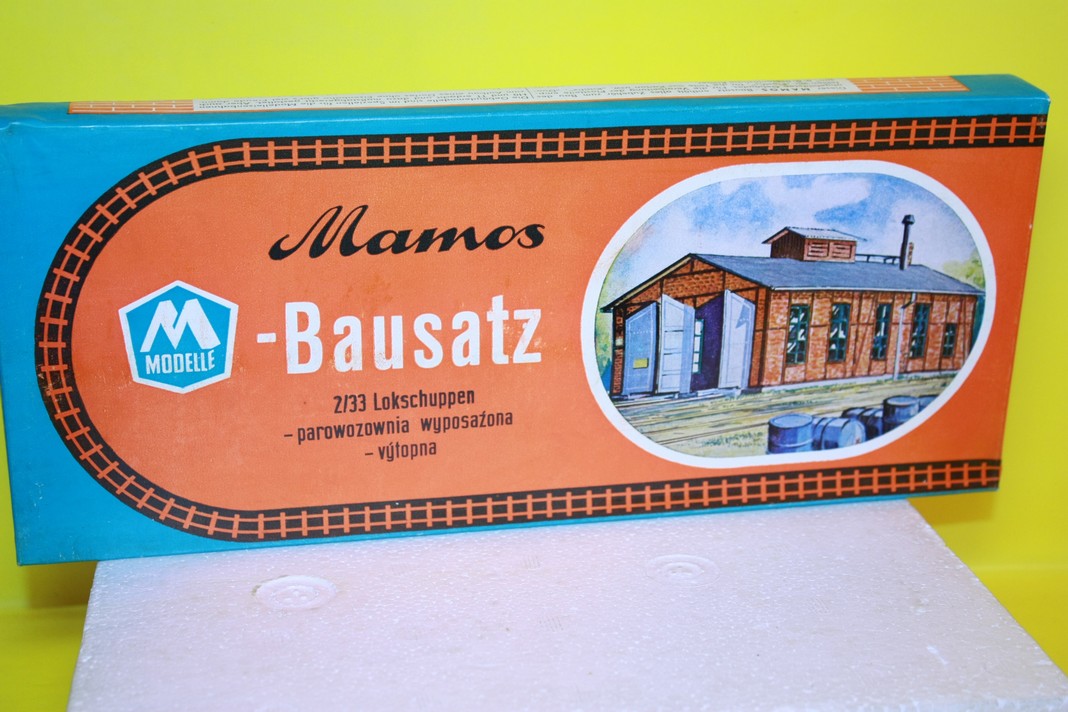 Mamos
M
MODELLE
-Bausatz
2/33 Lokschuppen
- parowozownia wyposażona
- výtopna